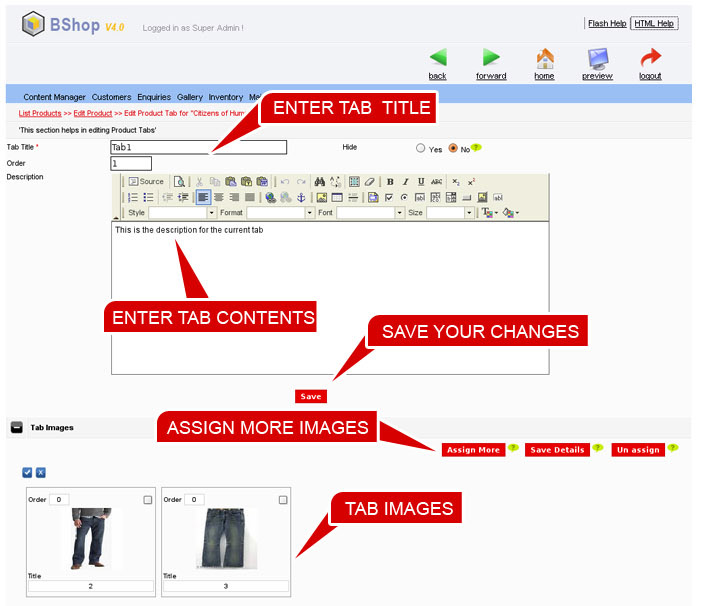 BShop V4.0
Logged in as Super Admin !
Flash Help
HTML Help
back
forward
home
preview
logout
Content Manager Customers Enquiries Gallery Inventory
ENTER TAB TITLE
List Products >> Edit Product >> Edit Product Tab for "Citizens of
'This section helps in editing Product Tabs'
Tab Title *
Tab1
Hide
Yes
No
Order
1
Description
Source
B I U ABC x₂ x²
Style
Format
Font
Size
This is the description for the current tab
ENTER TAB CONTENTS
SAVE YOUR CHANGES
Save
ASSIGN MORE IMAGES
Tab Images
Assign More ?
Save Details ?
Un assign ?
Order 0
Order 0
TAB IMAGES
Title
2
Title
3